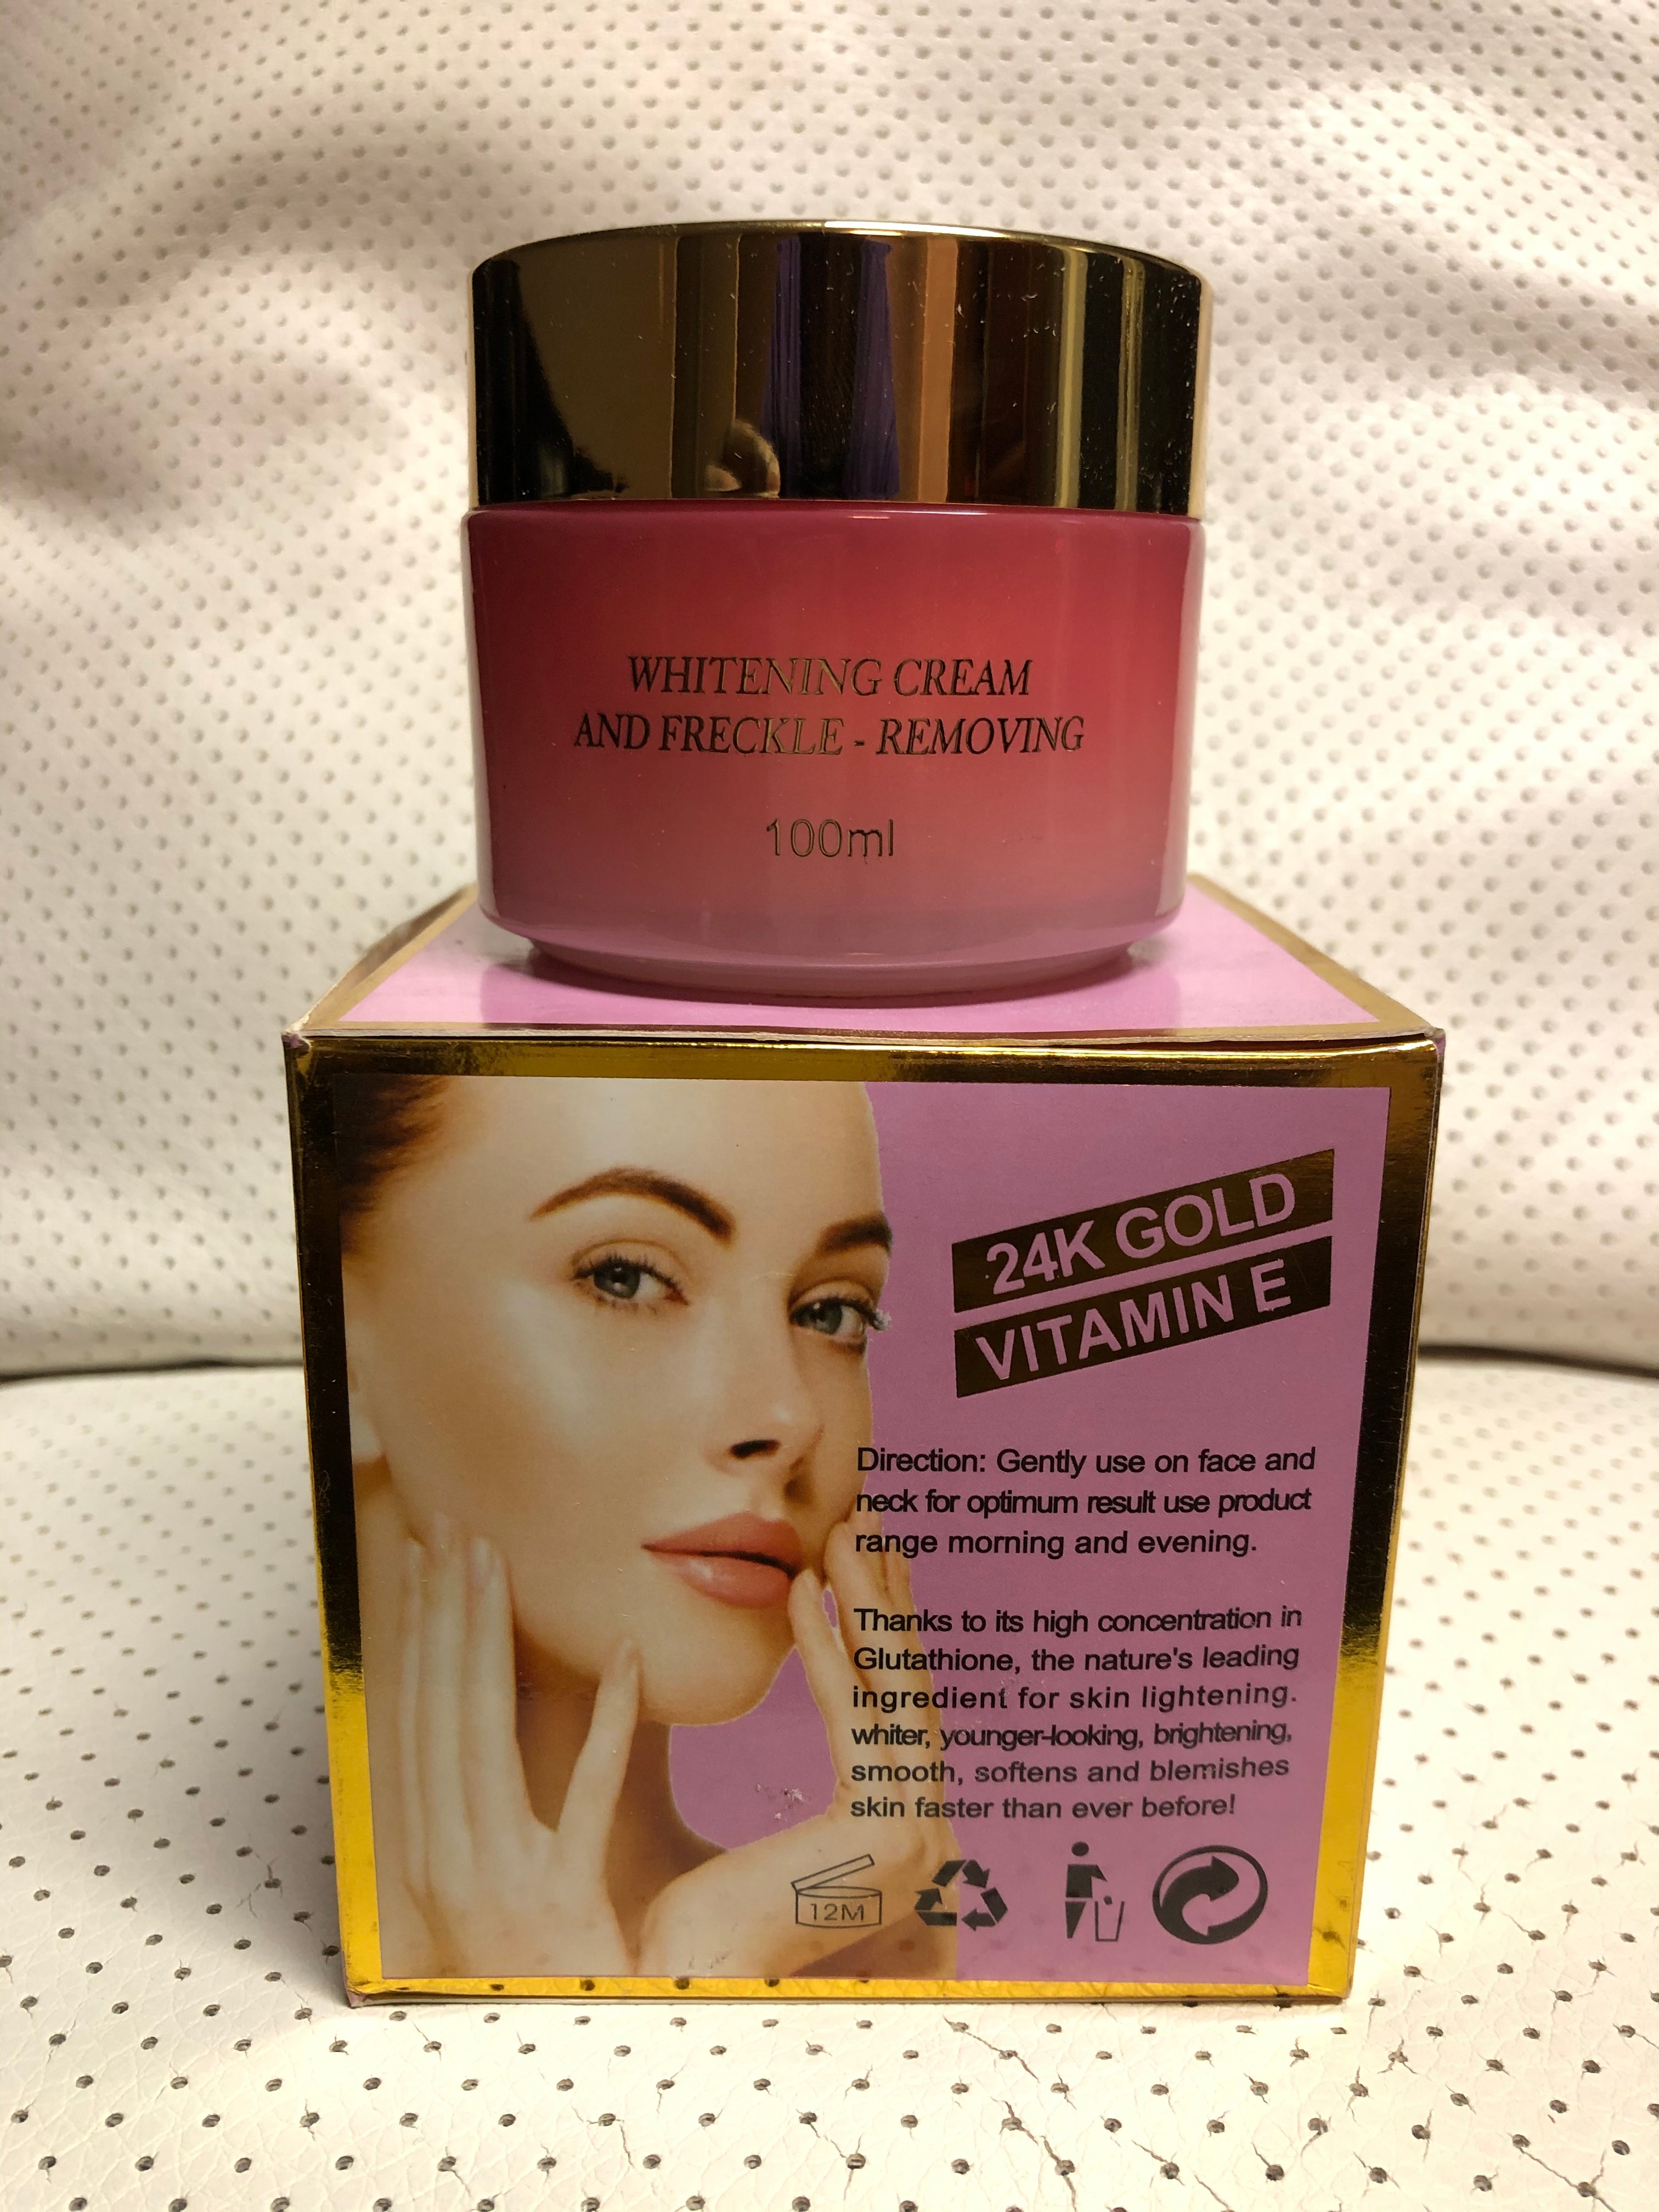 WHITENING CREAM
AND FRECKLE - REMOVING
100ml
24K GOLD
VITAMIN E
Direction: Gently use on face and
neck for optimum result use product
range morning and evening.
Thanks to its high concentration in
Glutathione, the nature's leading
ingredient for skin lightening.
whiter, younger-looking, brightening,
smooth, softens and blemishes
skin faster than ever before!
12M